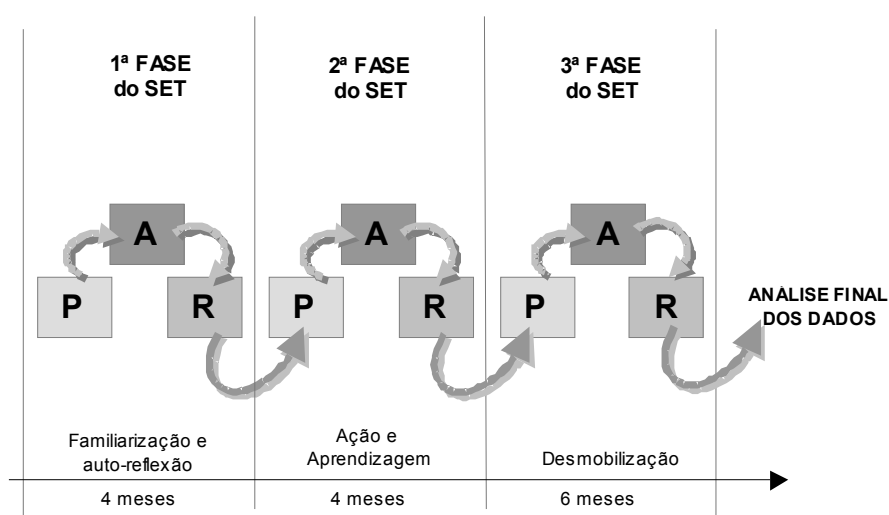 1ª FASE
do SET
2ª FASE
do SET
3ª FASE
do SET
A
A
A
P
R
P
R
P
R
ANÁLISE FINAL
DOS DADOS
Familiarização e
auto-reflexão
Ação e
Aprendizagem
Desmobilização
4 meses
4 meses
6 meses